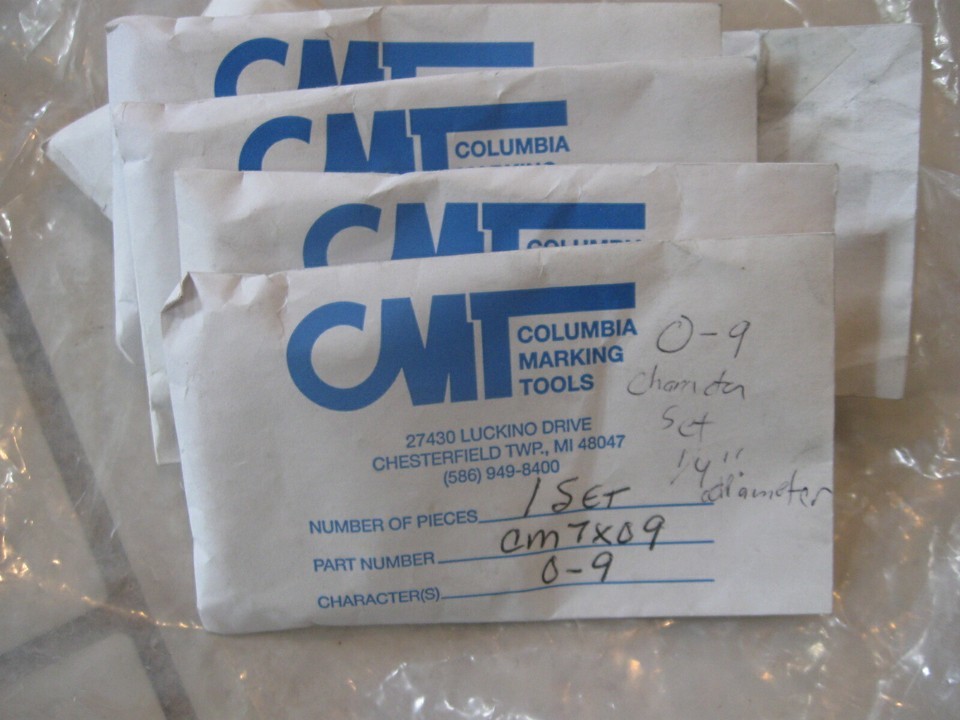 CMT
CMT
COLUMBIA
CMT
COLUMBIA
CMT
COLUMBIA
MARKING
TOOLS
27430 LUCKINO DRIVE
CHESTERFIELD TWP., MI 48047
(586) 949-8400
NUMBER OF PIECES 1 SET
PART NUMBER CM7X09
CHARACTER(S) 0-9
0-9
Set
1/4"
diameter